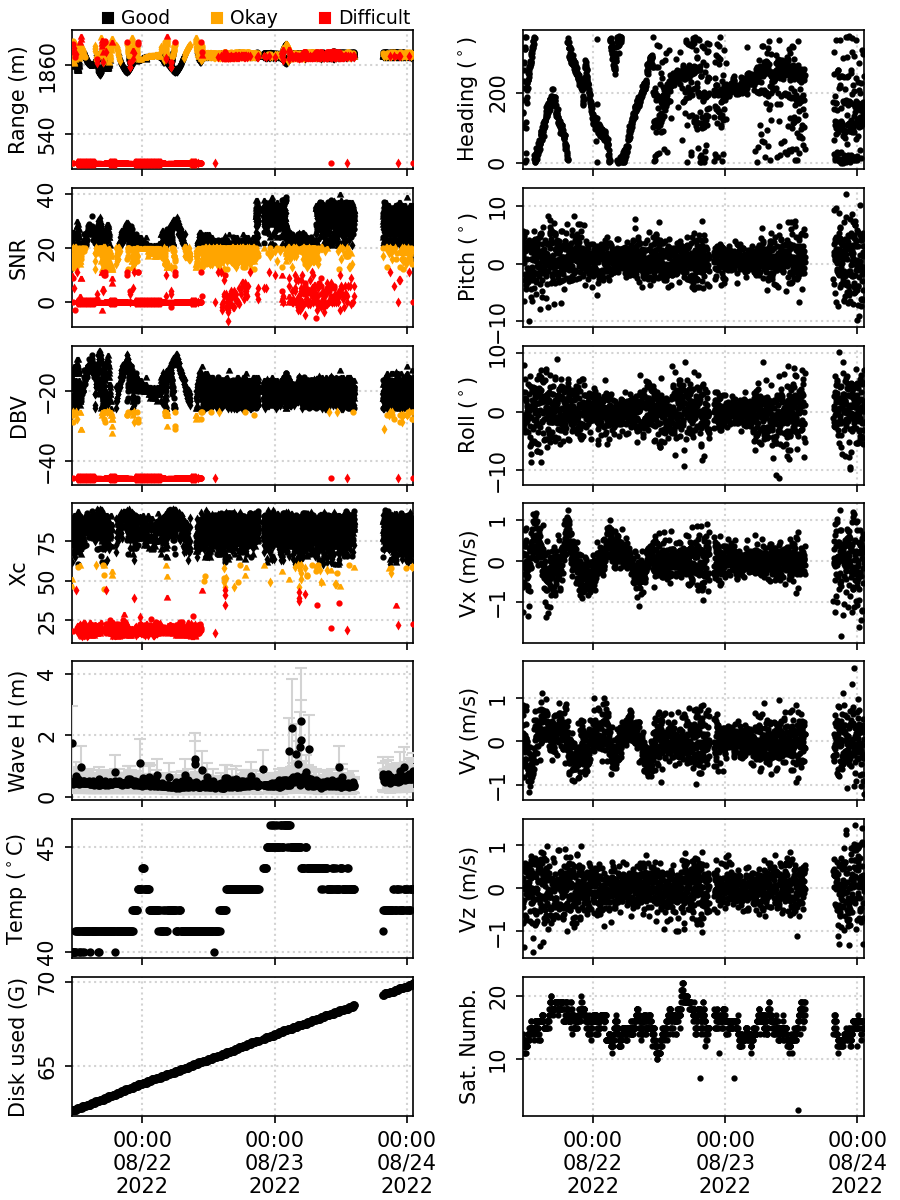 Good Okay Difficult
Range (m)
1860
540
Heading (°)
200
0
SNR
40
20
0
Pitch (°)
10
0
−10
DBV
−20
−40
Roll (°)
10
0
−10
Xc
75
50
25
Vx (m/s)
1
−1
Wave H (m)
4
2
0
Vy (m/s)
1
0
−1
Temp (°C)
45
40
Vz (m/s)
1
0
−1
Disk used (G)
70
65
Sat. Numb.
20
10
00:00 00:00 00:00 00:00 00:00 00:00
08/22 08/23 08/24 08/22 08/23 08/24
2022 2022 2022 2022 2022 2022